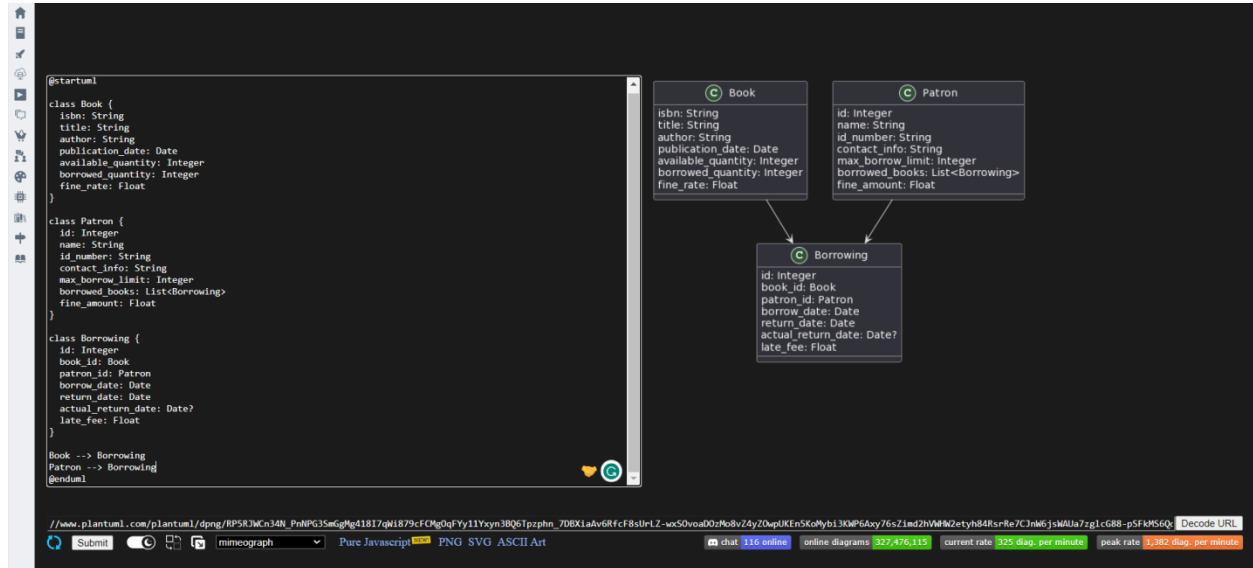 @startuml
class Book {
isbn: String
title: String
author: String
publication_date: Date
available_quantity: Integer
borrowed_quantity: Integer
fine_rate: Float
}
class Patron {
id: Integer
name: String
id_number: String
contact_info: String
max_borrow_limit: Integer
borrowed_books: List<Borrowing>
fine_amount: Float
}
class Borrowing {
id: Integer
book_id: Book
patron_id: Patron
borrow_date: Date
return_date: Date
actual_return_date: Date?
late_fee: Float
}
Book --> Borrowing
Patron --> Borrowing
@enduml
C Book
isbn: String
title: String
author: String
publication_date: Date
available_quantity: Integer
borrowed_quantity: Integer
fine_rate: Float
C Patron
id: Integer
name: String
id_number: String
contact_info: String
max_borrow_limit: Integer
borrowed_books: List<Borrowing>
fine_amount: Float
C Borrowing
id: Integer
book_id: Book
patron_id: Patron
borrow_date: Date
return_date: Date
actual_return_date: Date?
late_fee: Float
Decode URL
Submit mimeograph Pure Javascript NEW! PNG SVG ASCII Art chat 116 online online diagrams 327,476,115 current rate 325 diag. per minute peak rate 1,382 diag. per minute